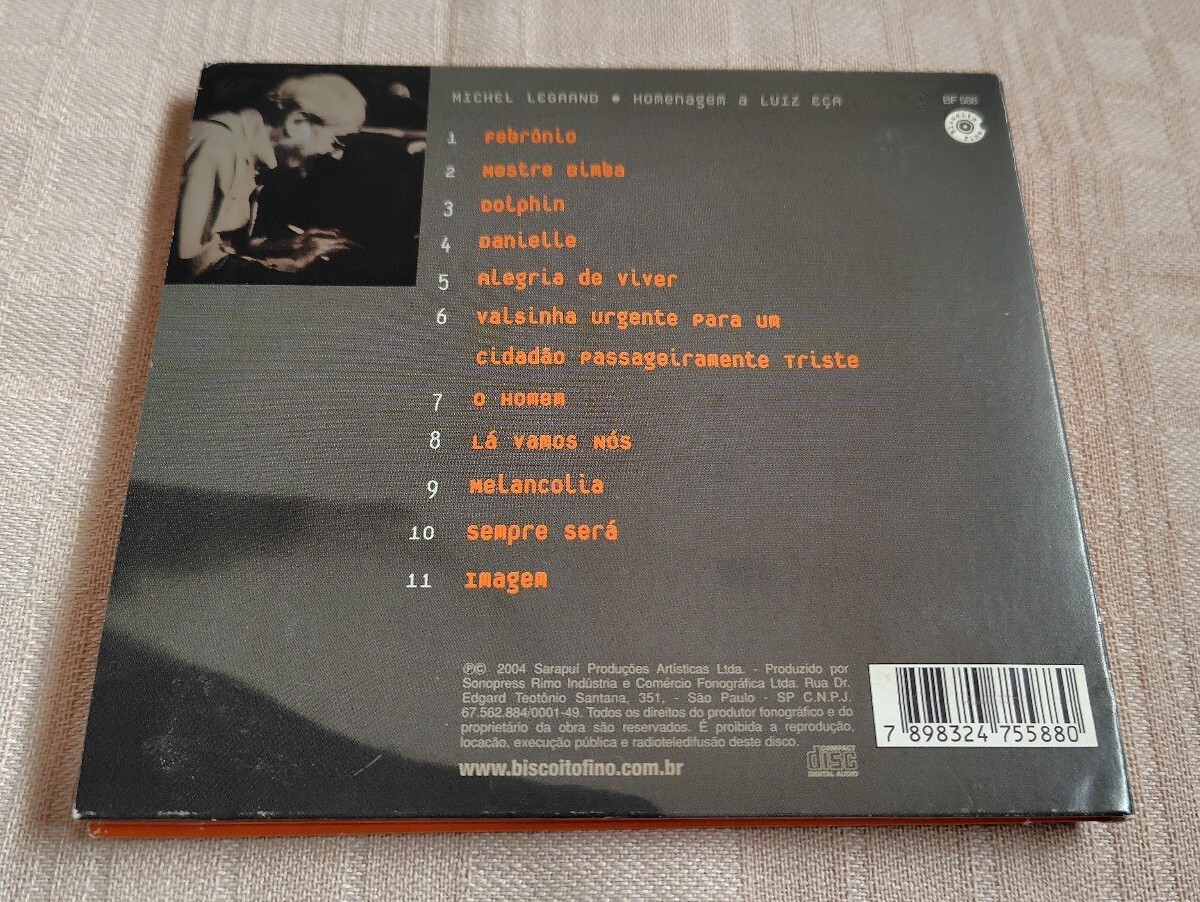 MICHEL LEGRAND • Homenagem a LUIZ EÇA
BF 588
1 Febrônio
2 Mestre Bimba
3 Dolphin
4 Danielle
5 Alegria de viver
6 Valsinha urgente para um
cidadão passageiramente triste
7 O Homem
8 Lá vamos nós
9 Melancolia
10 Sempre será
11 Imagem
℗© 2004 Sarapuí Produções Artísticas Ltda. - Produzido por
Sonopress Rimo Indústria e Comércio Fonográfica Ltda. Rua Dr.
Edgard Teotônio Santana, 351, - São Paulo - SP C.N.P.J.
67.562.884/0001-49. Todos os direitos do produtor fonográfico e do
proprietário da obra são reservados. É proibida a reprodução,
locação, execução pública e radioteledifusão deste disco.
www.biscoitofino.com.br
COMPACT
disc
DIGITAL AUDIO
7 898324 755880